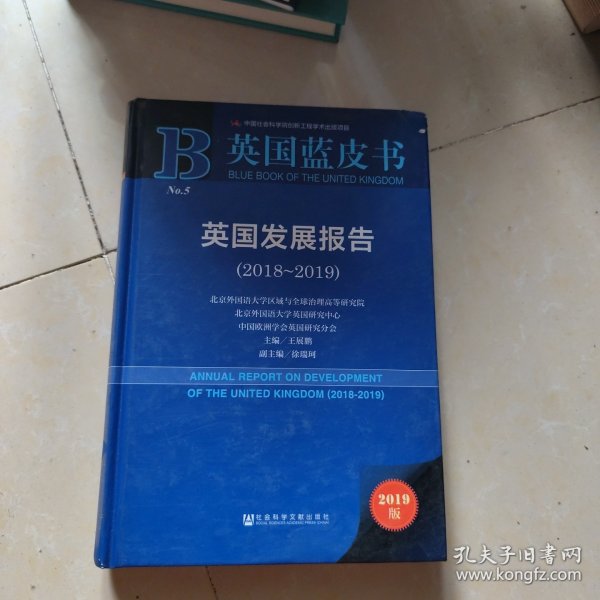 中国社会科学院创新工程学术出版项目
B 英国蓝皮书
BLUE BOOK OF THE UNITED KINGDOM
No.5
英国发展报告
(2018~2019)
北京外国语大学区域与全球治理高等研究院
北京外国语大学英国研究中心
中国欧洲学会英国研究分会
主编/王展鹏
副主编/徐瑞珂
ANNUAL REPORT ON DEVELOPMENT
OF THE UNITED KINGDOM (2018-2019)
2019
版
社会科学文献出版社
SOCIAL SCIENCES ACADEMIC PRESS (CHINA)
孔夫子旧书网
www.kongfz.com